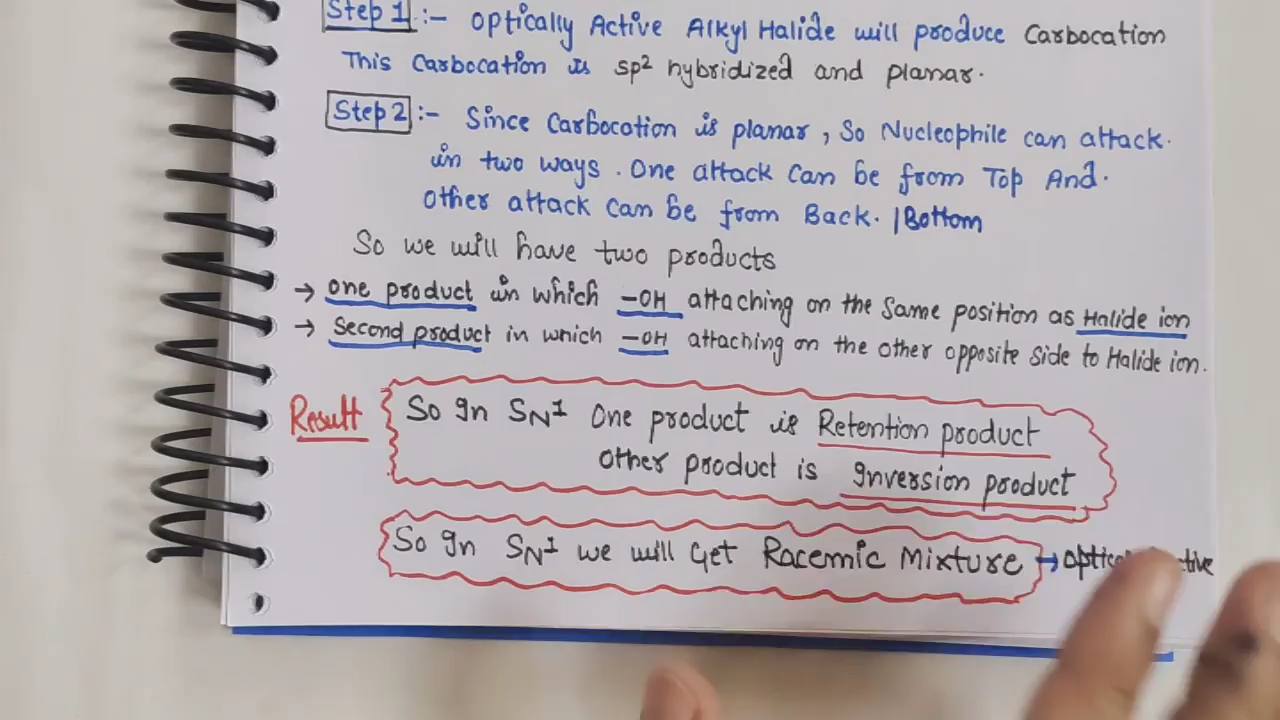 Step 1 :- Optically Active Alkyl Halide will produce Carbocation
This Carbocation is sp2 hybridized and planar.
Step 2 :- Since Carbocation is planar, So Nucleophile can attack.
in two ways. One attack can be from Top And.
Other attack can be from Back. / Bottom
So we will have two products
→ One product in which -OH attaching on the Same position as Halide ion
→ Second product in which -OH attaching on the other opposite side to Halide ion.
Result
So In SN1 One product is Retention product
Other product is Inversion product
So In SN1 we will Get Racemic Mixture →